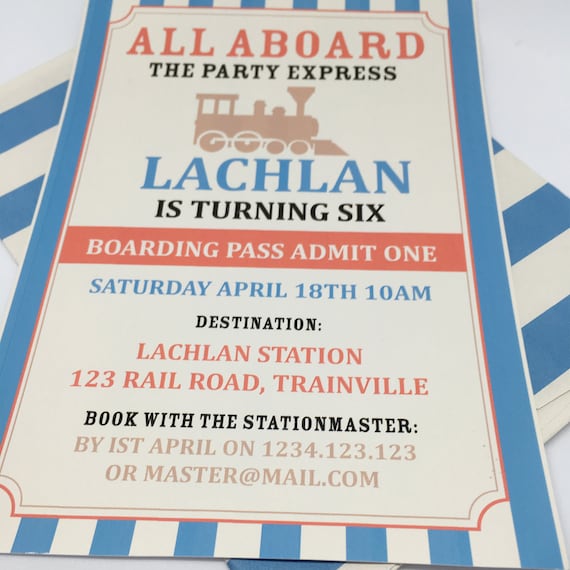 ALL ABOARD
THE PARTY EXPRESS
LACHLAN
IS TURNING SIX
BOARDING PASS ADMIT ONE
SATURDAY APRIL 18TH 10AM
DESTINATION:
LACHLAN STATION
123 RAIL ROAD, TRAINVILLE
BOOK WITH THE STATIONMASTER:
BY IST APRIL ON 1234.123.123
OR MASTER@MAIL.COM